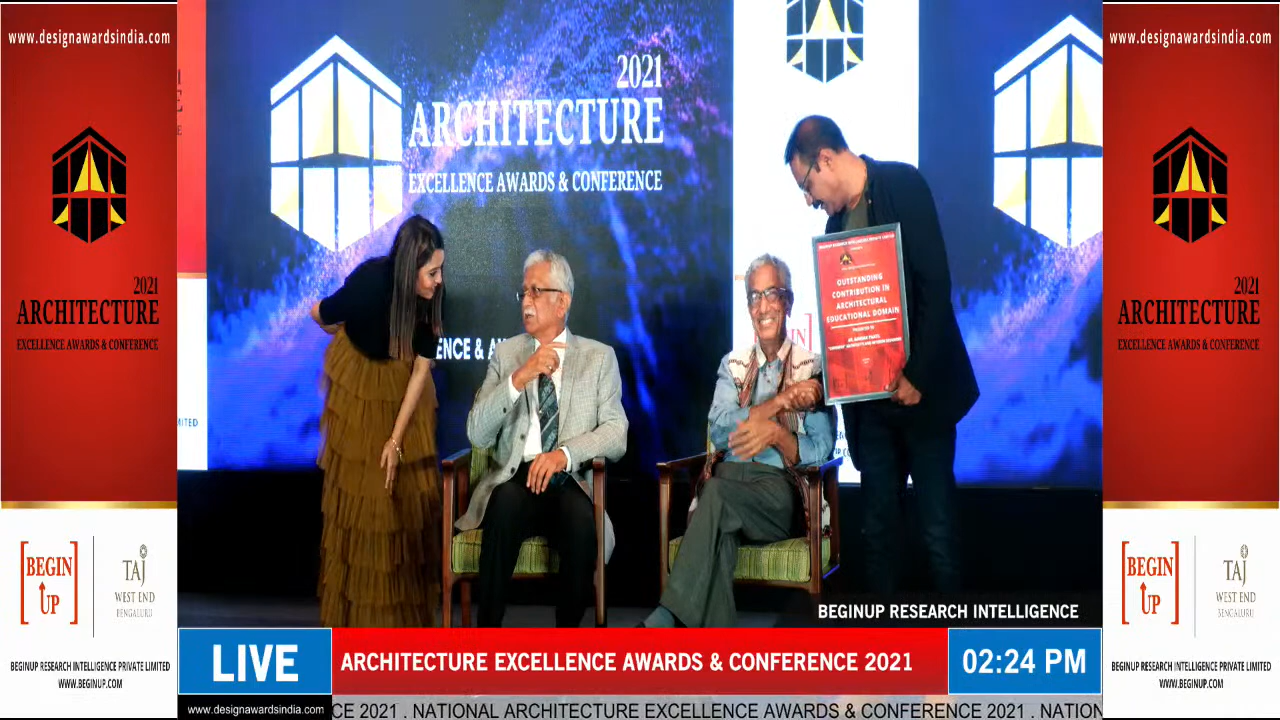 www.designawardsindia.com
2021
ARCHITECTURE
EXCELLENCE AWARDS & CONFERENCE
[BEGIN
UP]
TAJ
WEST END
BENGALURU
BEGINUP RESEARCH INTELLIGENCE PRIVATE LIMITED
WWW.BEGINUP.COM
2021
ARCHITECTURE
EXCELLENCE AWARDS & CONFERENCE
ENCE & A
MITED
IN]
OUTSTANDING
CONTRIBUTION IN
ARCHITECTURAL
EDUCATIONAL DOMAIN
BEGINUP RESEARCH INTELLIGENCE
LIVE
ARCHITECTURE EXCELLENCE AWARDS & CONFERENCE 2021
02:24 PM
www.designawardsindia.com
CE 2021 . NATIONAL ARCHITECTURE EXCELLENCE AWARDS & CONFERENCE 2021 . NATION
www.designawardsindia.com
2021
ARCHITECTURE
EXCELLENCE AWARDS & CONFERENCE
[BEGIN
UP]
TAJ
WEST END
BENGALURU
BEGINUP RESEARCH INTELLIGENCE PRIVATE LIMITED
WWW.BEGINUP.COM